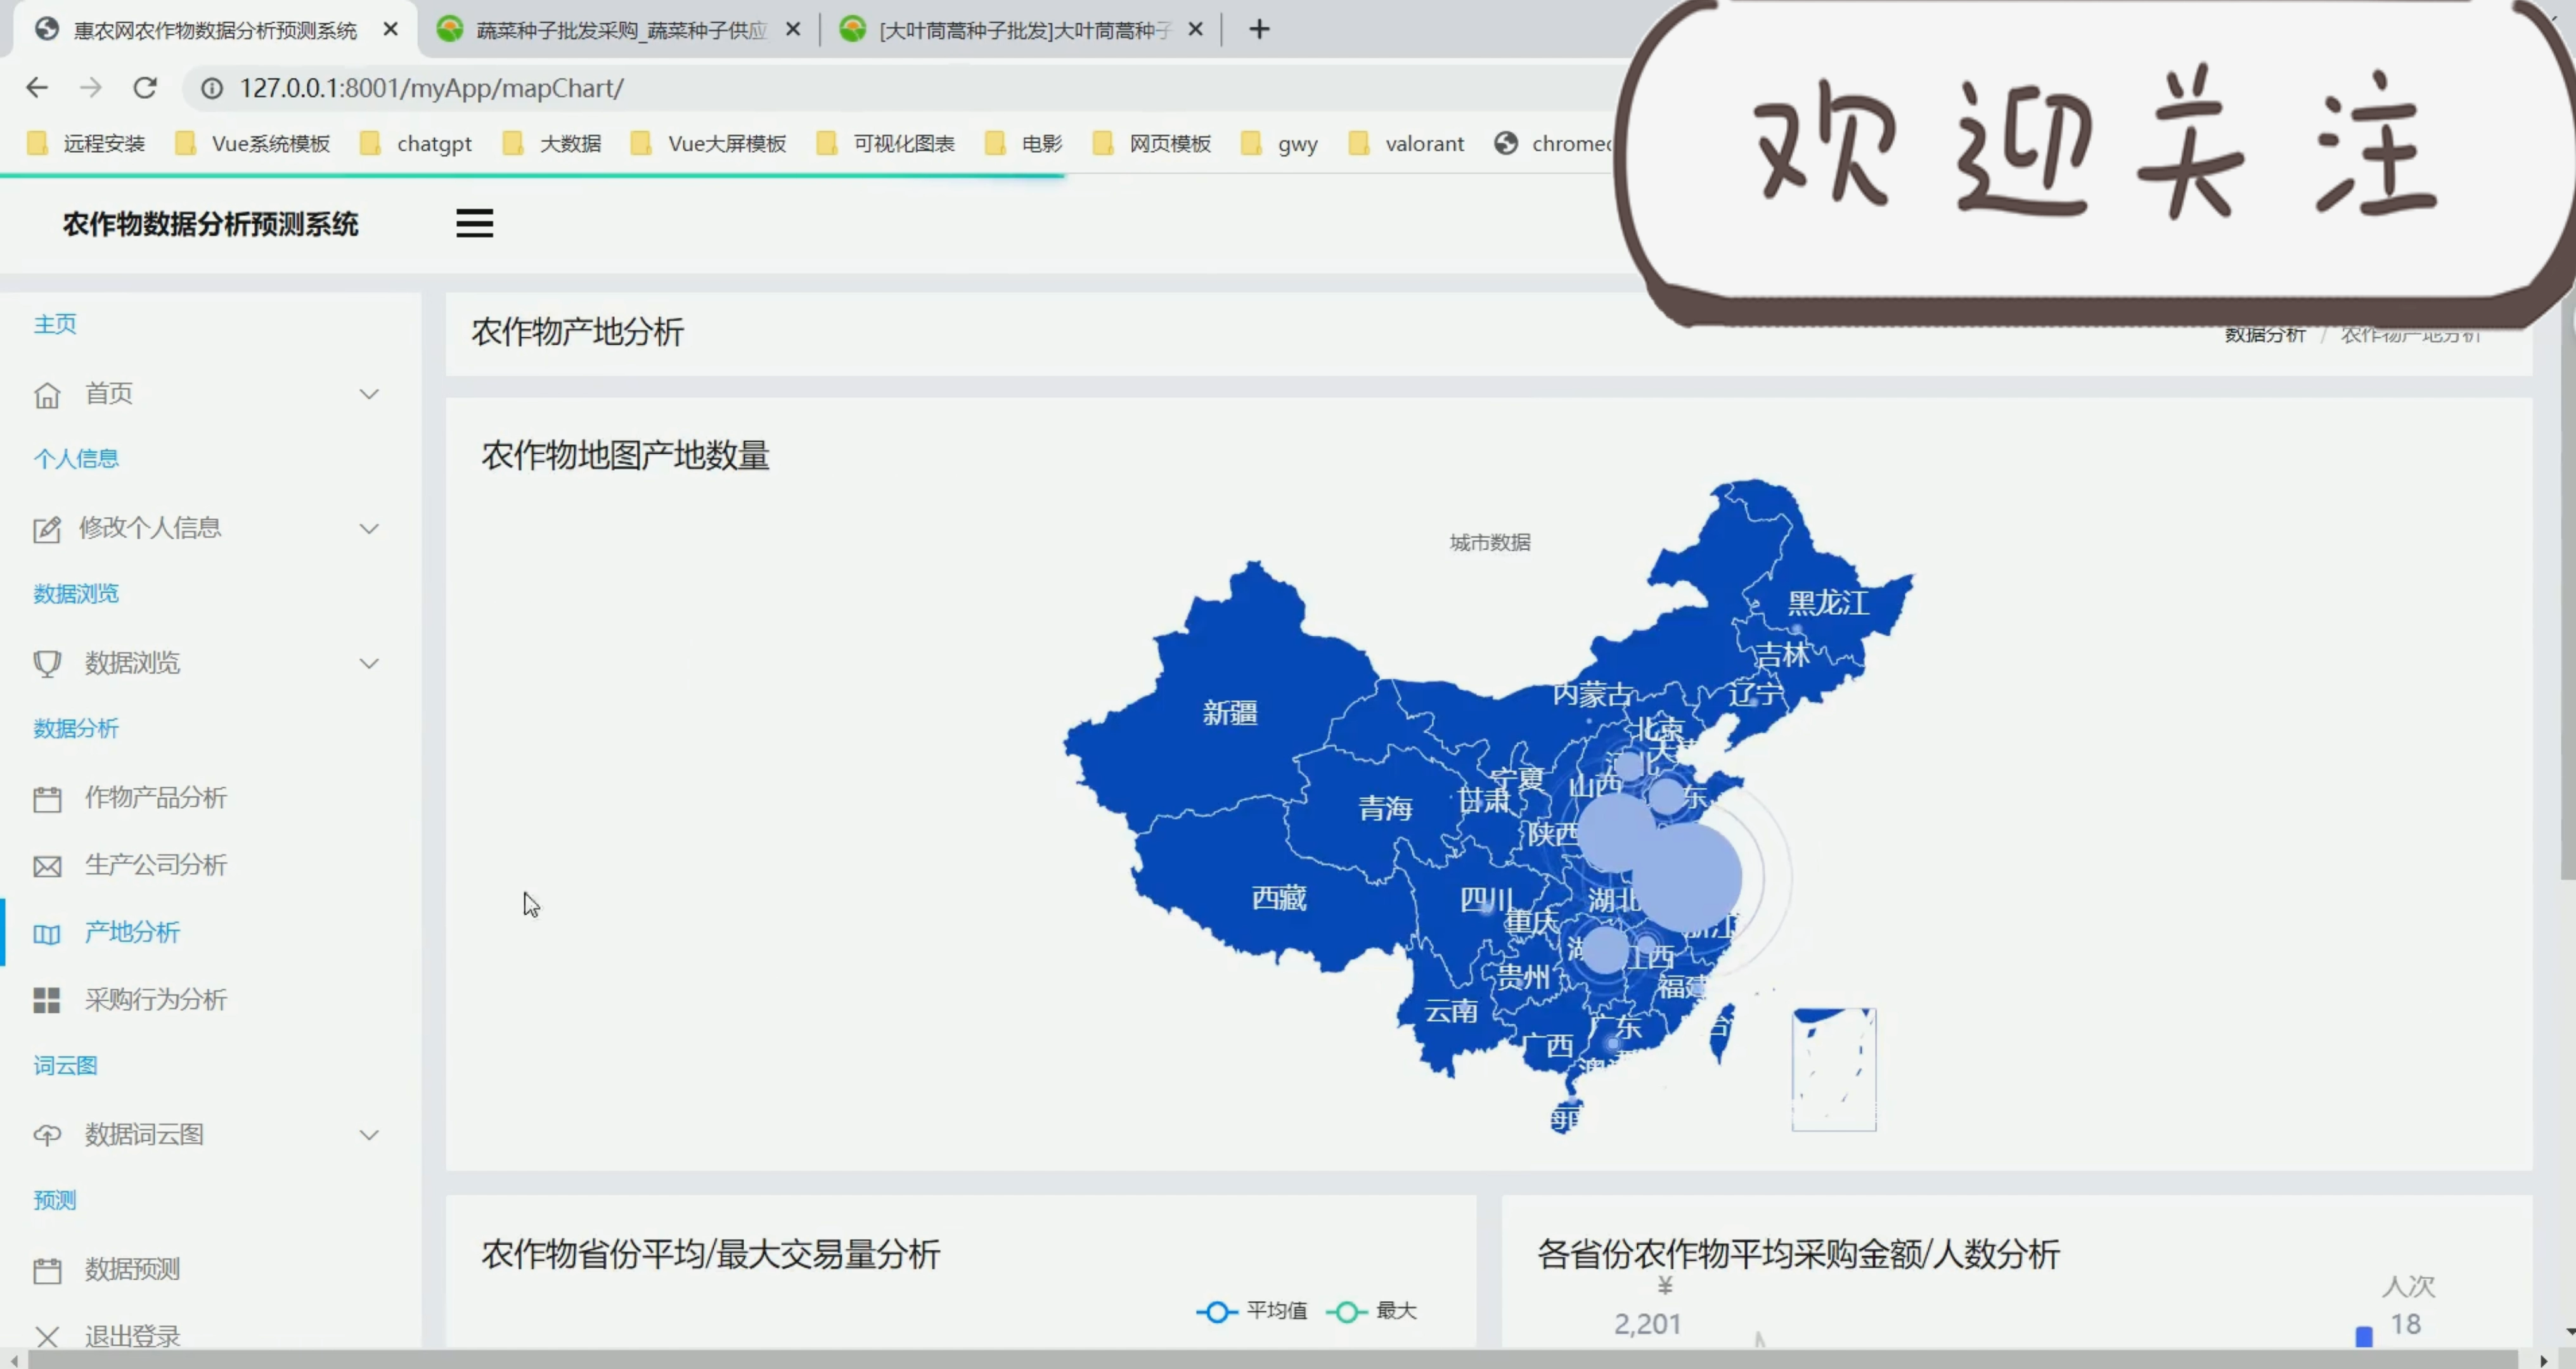 惠农网农作物数据分析预测系统
蔬菜种子批发采购_蔬菜种子供应
[大叶茼蒿种子批发]大叶茼蒿种子
127.0.0.1:8001/myApp/mapChart/
远程安装 Vue系统模板 chatgpt 大数据 Vue大屏模板 可视化图表 电影 网页模板 gwy valorant
欢迎关注
农作物数据分析预测系统
主页
首页
个人信息
修改个人信息
数据浏览
数据浏览
数据分析
作物产品分析
生产公司分析
产地分析
采购行为分析
词云图
数据词云图
预测
数据预测
退出登录
农作物产地分析
数据分析 / 农作物产地分析
农作物地图产地数量
城市数据
黑龙江
吉林
辽宁
内蒙古
北京
新疆
宁夏
山西
甘肃
青海
东
陕西
西藏
四川
湖北
重庆
浙江
江西
贵州
福建
云南
广东
广西
农作物省份平均/最大交易量分析
平均值 最大
各省份农作物平均采购金额/人数分析
¥
2,201
人次
18